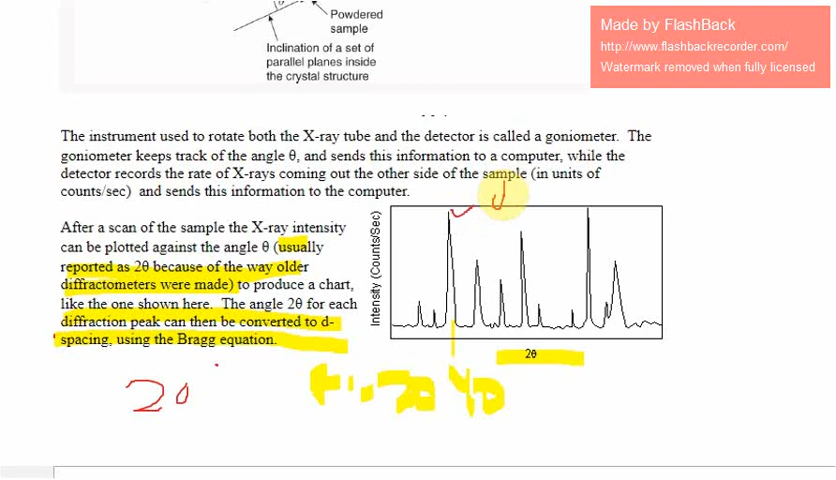 Powdered
sample
Inclination of a set of
parallel planes inside
the crystal structure
Made by FlashBack
http://www.flashbackrecorder.com/
Watermark removed when fully licensed
The instrument used to rotate both the X-ray tube and the detector is called a goniometer. The
goniometer keeps track of the angle θ, and sends this information to a computer, while the
detector records the rate of X-rays coming out the other side of the sample (in units of
counts/sec) and sends this information to the computer.
After a scan of the sample the X-ray intensity
can be plotted against the angle θ (usually
reported as 2θ because of the way older
diffractometers were made) to produce a chart,
like the one shown here. The angle 2θ for each
diffraction peak can then be converted to d-
spacing, using the Bragg equation.
Intensity (Counts/Sec)
d
2θ
20